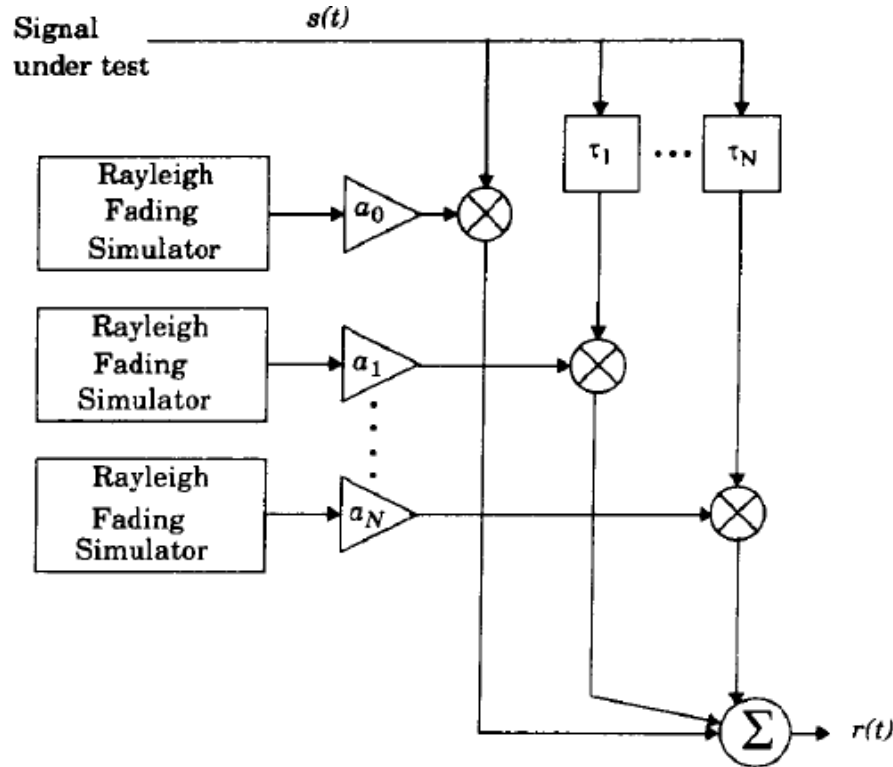 Signal
under test
s(t)
τ1 ••• τN
Rayleigh
Fading
Simulator
a0
Rayleigh
Fading
Simulator
a1
Rayleigh
Fading
Simulator
aN
Σ
r(t)